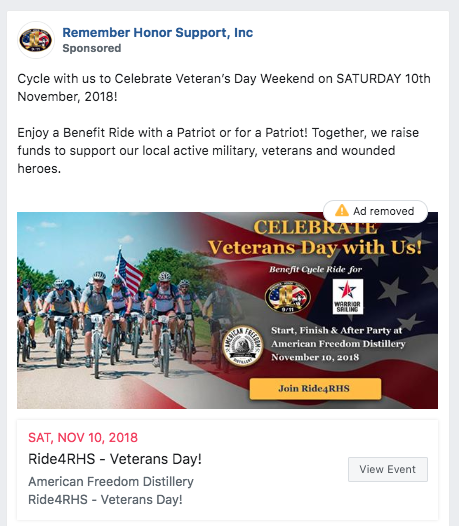 Remember Honor Support, Inc
Sponsored
Cycle with us to Celebrate Veteran's Day Weekend on SATURDAY 10th
November, 2018!
Enjoy a Benefit Ride with a Patriot or for a Patriot! Together, we raise
funds to support our local active military, veterans and wounded
heroes.
Ad removed
CELEBRATE
Veterans Day with Us!
Benefit Cycle Ride for
9/11
WARRIOR
SAILING
AMERICAN FREEDOM
DISTILLERY
Start, Finish & After Party at
American Freedom Distillery
November 10, 2018
Join Ride4RHS
SAT, NOV 10, 2018
Ride4RHS - Veterans Day!
American Freedom Distillery
Ride4RHS - Veterans Day!
View Event